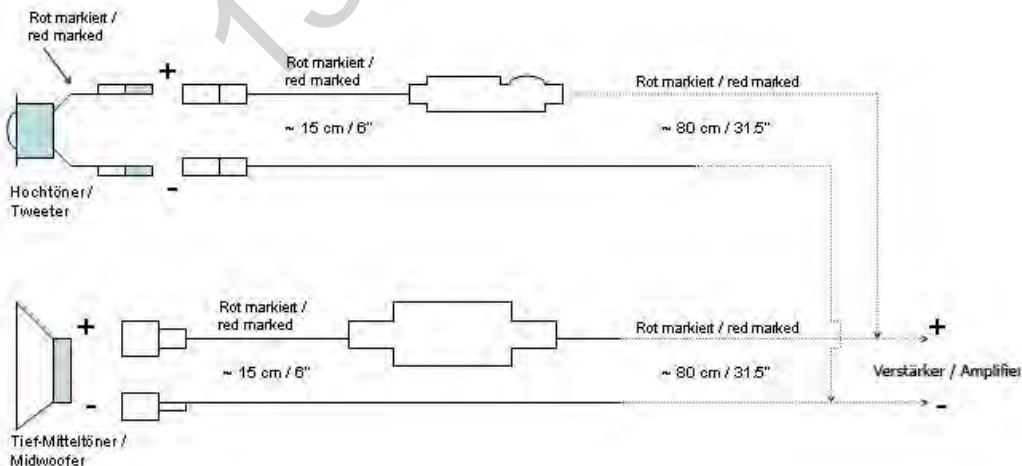 Rot markiert /
red marked
+
Rot markiert /
red marked
Rot markiert / red marked
~ 15 cm / 6"
~ 80 cm / 31.5"
-
Hochtöner /
Tweeter
Rot markiert /
red marked
Rot markiert / red marked
+
+
~ 15 cm / 6"
~ 80 cm / 31.5"
Verstärker / Amplifier
-
-
Tief-Mitteltöner /
Midwoofer